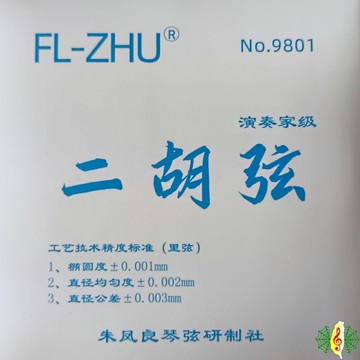 FL-ZHU® No.9801
演奏家级
二胡弦
工艺技术精度标准（里弦）
1、椭圆度±0.001mm
2、直径均匀度±0.002mm
3、直径公差±0.003mm
朱凤良琴弦研制社